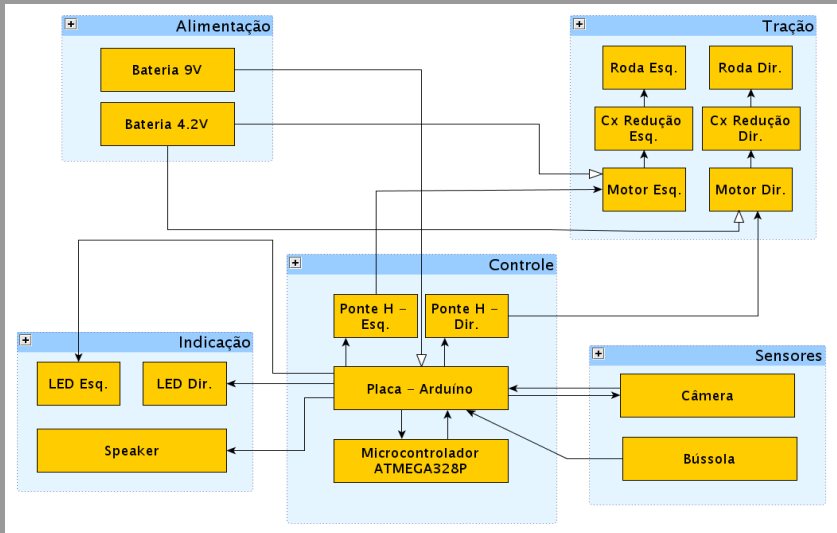 Alimentação
Bateria 9V
Bateria 4.2V
Tração
Roda Esq.
Roda Dir.
Cx Redução
Esq.
Cx Redução
Dir.
Motor Esq.
Motor Dir.
Controle
Ponte H –
Esq.
Ponte H –
Dir.
Placa – Arduíno
Microcontrolador
ATMEGA328P
Indicação
LED Esq.
LED Dir.
Speaker
Sensores
Câmera
Bússola